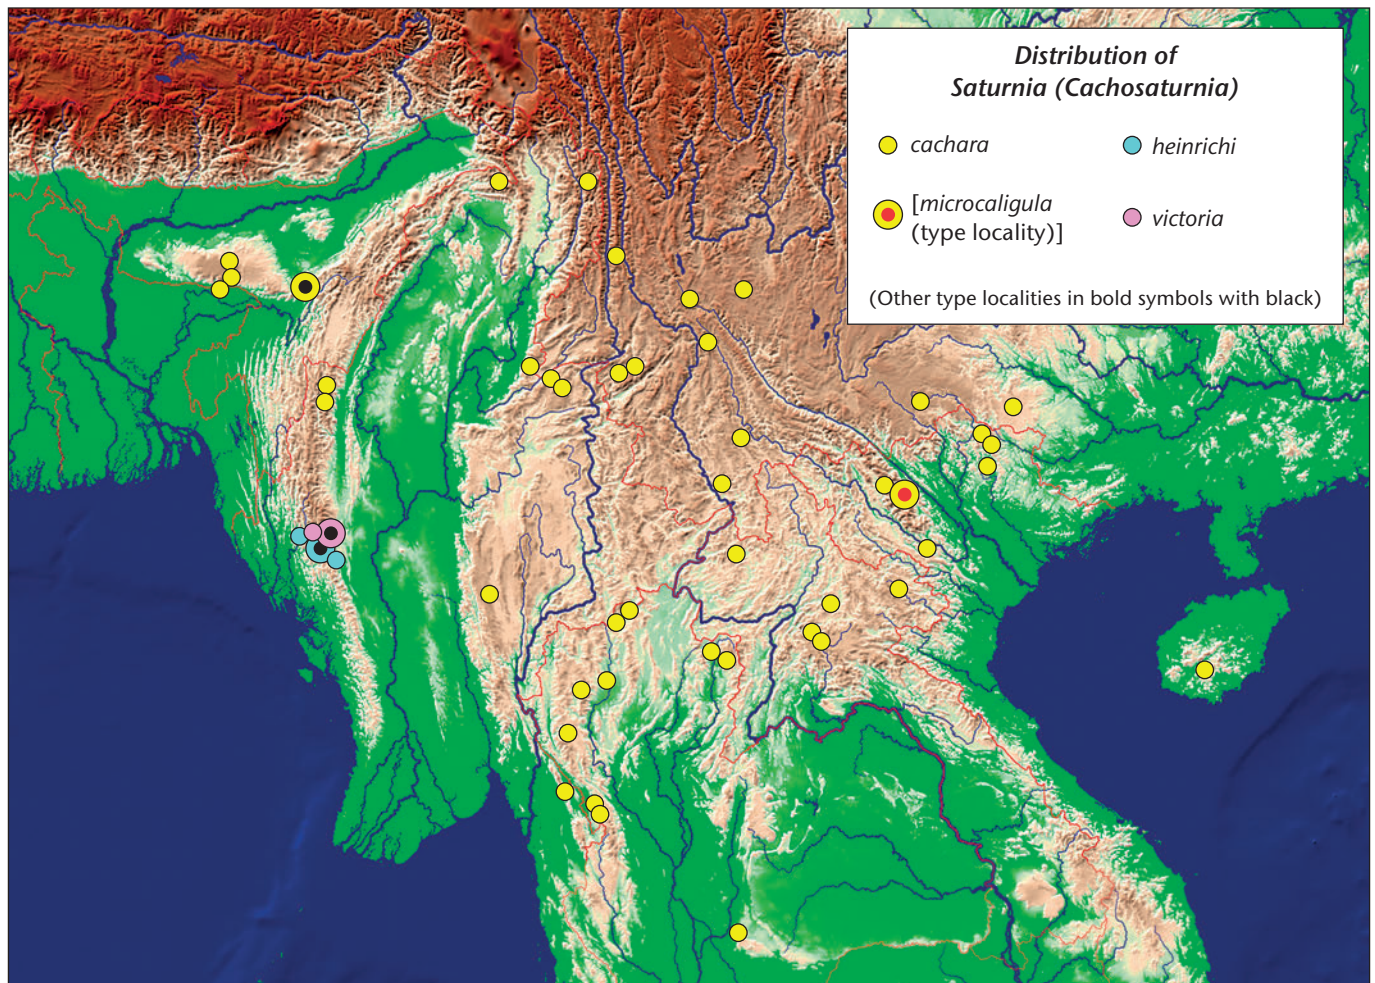 Distribution of
Saturnia (Cachosaturnia)
cachara
heinrichi
[microcaligula
(type locality)]
victoria
(Other type localities in bold symbols with black)